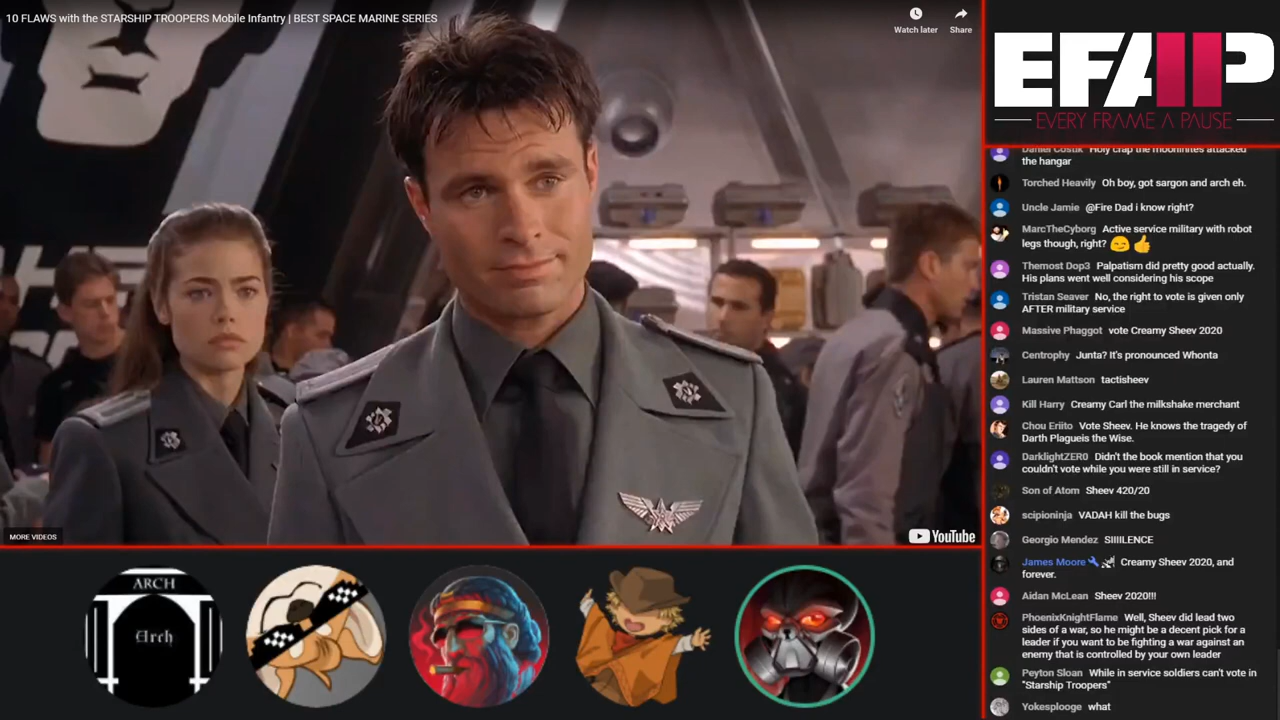 10 FLAWS with the STARSHIP TROOPERS Mobile Infantry | BEST SPACE MARINE SERIES
Watch later
Share
MORE VIDEOS
YouTube
ARCH
Arch
EFAP
EVERY FRAME A PAUSE
Daniel Costik Holy crap the mooninites attacked
the hangar
Torched Heavily Oh boy, got sargon and arch eh.
Uncle Jamie @Fire Dad i know right?
MarcTheCyborg Active service military with robot
legs though, right? 😏👍
Themost Dop3 Palpatism did pretty good actually.
His plans went well considering his scope
Tristan Seaver No, the right to vote is given only
AFTER military service
Massive Phaggot vote Creamy Sheev 2020
Centrophy Junta? It's pronounced Whonta
Lauren Mattson tactisheev
Kill Harry Creamy Carl the milkshake merchant
Chou Eriito Vote Sheev. He knows the tragedy of
Darth Plagueis the Wise.
DarklightZER0 Didn't the book mention that you
couldn't vote while you were still in service?
Son of Atom Sheev 420/20
scipioninja VADAH kill the bugs
Georgio Mendez SIIIILENCE
James Moore Creamy Sheev 2020, and
forever.
Aidan McLean Sheev 2020!!!
PhoenixKnightFlame Well, Sheev did lead two
sides of a war, so he might be a decent pick for a
leader if you want to be fighting a war against an
enemy that is controlled by your own leader
Peyton Sloan While in service soldiers can't vote in
"Starship Troopers"
Yokesplooge what